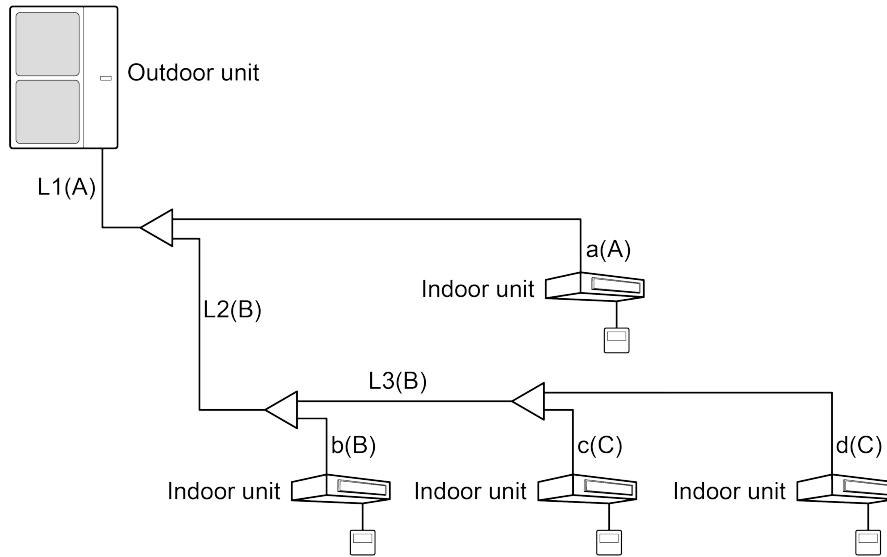 Outdoor unit
L1(A)
a(A)
Indoor unit
L2(B)
L3(B)
b(B)
c(C)
d(C)
Indoor unit
Indoor unit
Indoor unit